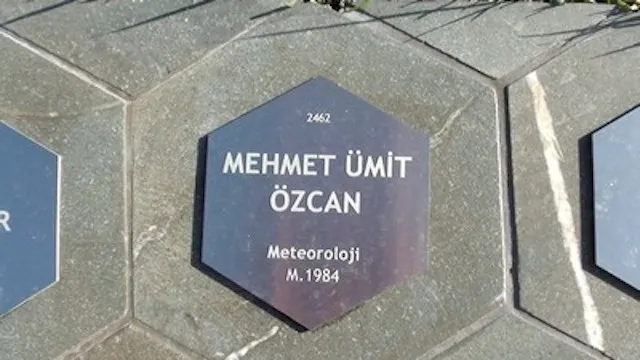 2462
MEHMET ÜMİT
ÖZCAN
Meteoroloji
M.1984
R